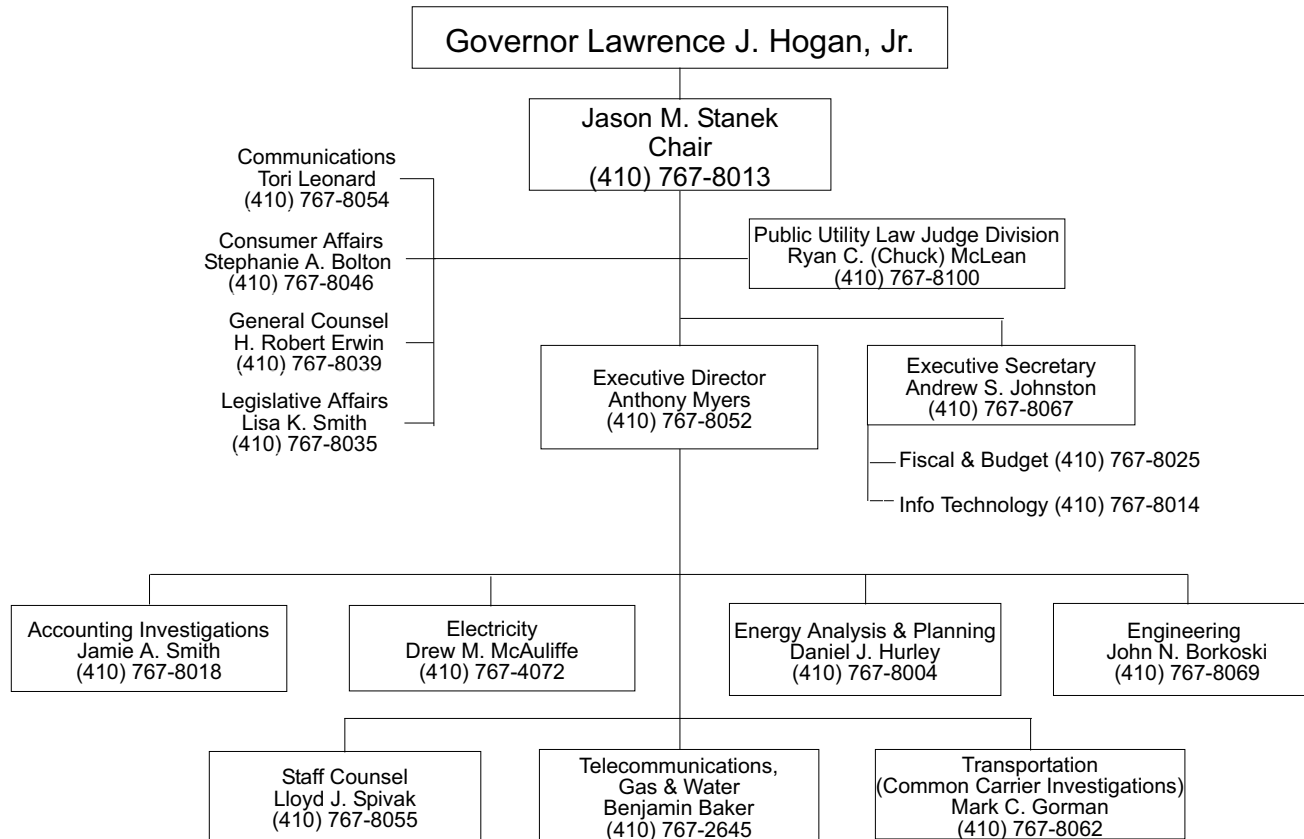 Governor Lawrence J. Hogan, Jr.
Jason M. Stanek
Chair
(410) 767-8013
Communications
Tori Leonard
(410) 767-8054
Consumer Affairs
Stephanie A. Bolton
(410) 767-8046
General Counsel
H. Robert Erwin
(410) 767-8039
Legislative Affairs
Lisa K. Smith
(410) 767-8035
Public Utility Law Judge Division
Ryan C. (Chuck) McLean
(410) 767-8100
Executive Director
Anthony Myers
(410) 767-8052
Executive Secretary
Andrew S. Johnston
(410) 767-8067
Fiscal & Budget (410) 767-8025
Info Technology (410) 767-8014
Accounting Investigations
Jamie A. Smith
(410) 767-8018
Electricity
Drew M. McAuliffe
(410) 767-4072
Energy Analysis & Planning
Daniel J. Hurley
(410) 767-8004
Engineering
John N. Borkoski
(410) 767-8069
Staff Counsel
Lloyd J. Spivak
(410) 767-8055
Telecommunications,
Gas & Water
Benjamin Baker
(410) 767-2645
Transportation
(Common Carrier Investigations)
Mark C. Gorman
(410) 767-8062